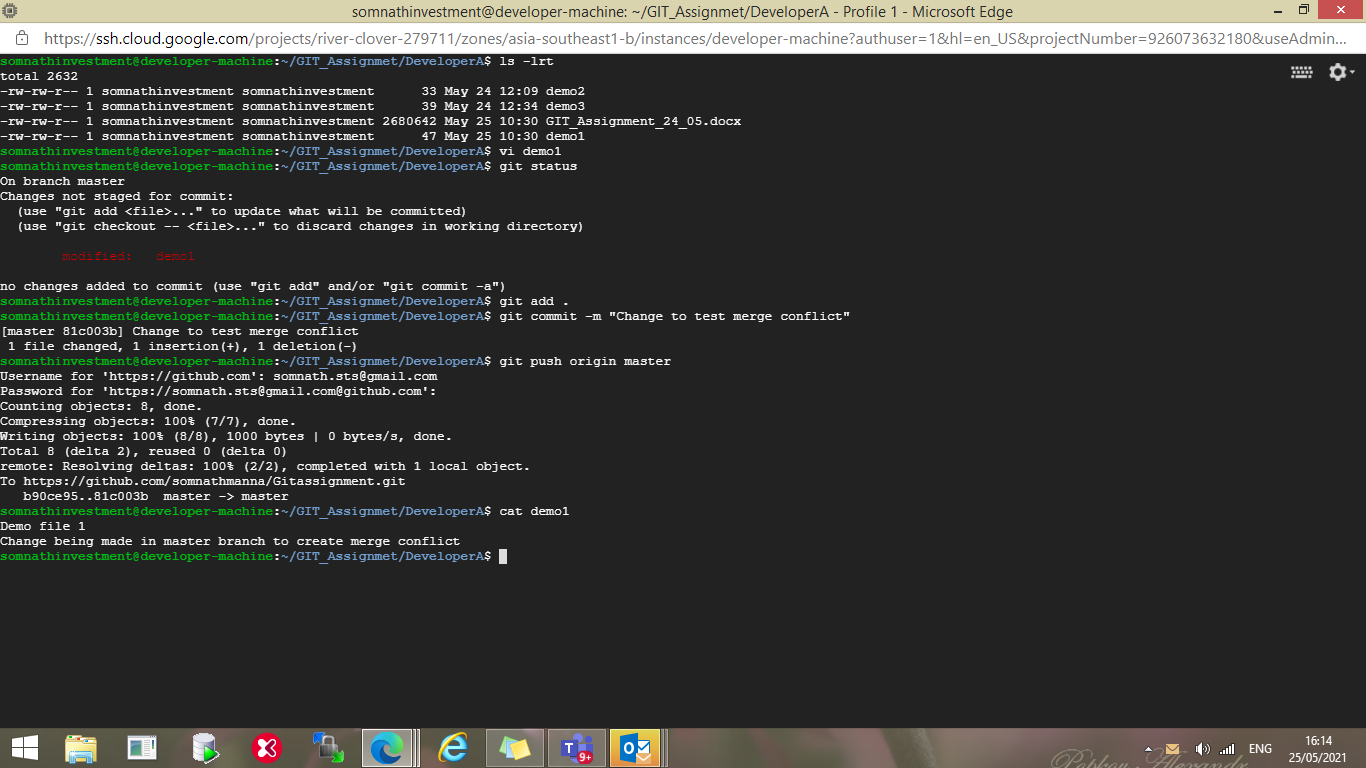 somnathinvestment@developer-machine: ~/GIT_Assignmet/DeveloperA - Profile 1 - Microsoft Edge
https://ssh.cloud.google.com/projects/river-clover-279711/zones/asia-southeast1-b/instances/developer-machine?authuser=1&hl=en_US&projectNumber=926073632180&useAdmin...
somnathinvestment@developer-machine:~/GIT_Assignmet/DeveloperA$ ls -lrt
total 2632
-rw-rw-r-- 1 somnathinvestment somnathinvestment      33 May 24 12:09 demo2
-rw-rw-r-- 1 somnathinvestment somnathinvestment      39 May 24 12:34 demo3
-rw-rw-r-- 1 somnathinvestment somnathinvestment 2680642 May 25 10:30 GIT_Assignment_24_05.docx
-rw-rw-r-- 1 somnathinvestment somnathinvestment      47 May 25 10:30 demo1
somnathinvestment@developer-machine:~/GIT_Assignmet/DeveloperA$ vi demo1
somnathinvestment@developer-machine:~/GIT_Assignmet/DeveloperA$ git status
On branch master
Changes not staged for commit:
  (use "git add <file>..." to update what will be committed)
  (use "git checkout -- <file>..." to discard changes in working directory)
        modified:   demo1
no changes added to commit (use "git add" and/or "git commit -a")
somnathinvestment@developer-machine:~/GIT_Assignmet/DeveloperA$ git add .
somnathinvestment@developer-machine:~/GIT_Assignmet/DeveloperA$ git commit -m "Change to test merge conflict"
[master 81c003b] Change to test merge conflict
 1 file changed, 1 insertion(+), 1 deletion(-)
somnathinvestment@developer-machine:~/GIT_Assignmet/DeveloperA$ git push origin master
Username for 'https://github.com': somnath.sts@gmail.com
Password for 'https://somnath.sts@gmail.com@github.com':
Counting objects: 8, done.
Compressing objects: 100% (7/7), done.
Writing objects: 100% (8/8), 1000 bytes | 0 bytes/s, done.
Total 8 (delta 2), reused 0 (delta 0)
remote: Resolving deltas: 100% (2/2), completed with 1 local object.
To https://github.com/somnathmanna/Gitassignment.git
   b90ce95..81c003b  master -> master
somnathinvestment@developer-machine:~/GIT_Assignmet/DeveloperA$ cat demo1
Demo file 1
Change being made in master branch to create merge conflict
somnathinvestment@developer-machine:~/GIT_Assignmet/DeveloperA$
9+
ENG
16:14
25/05/2021